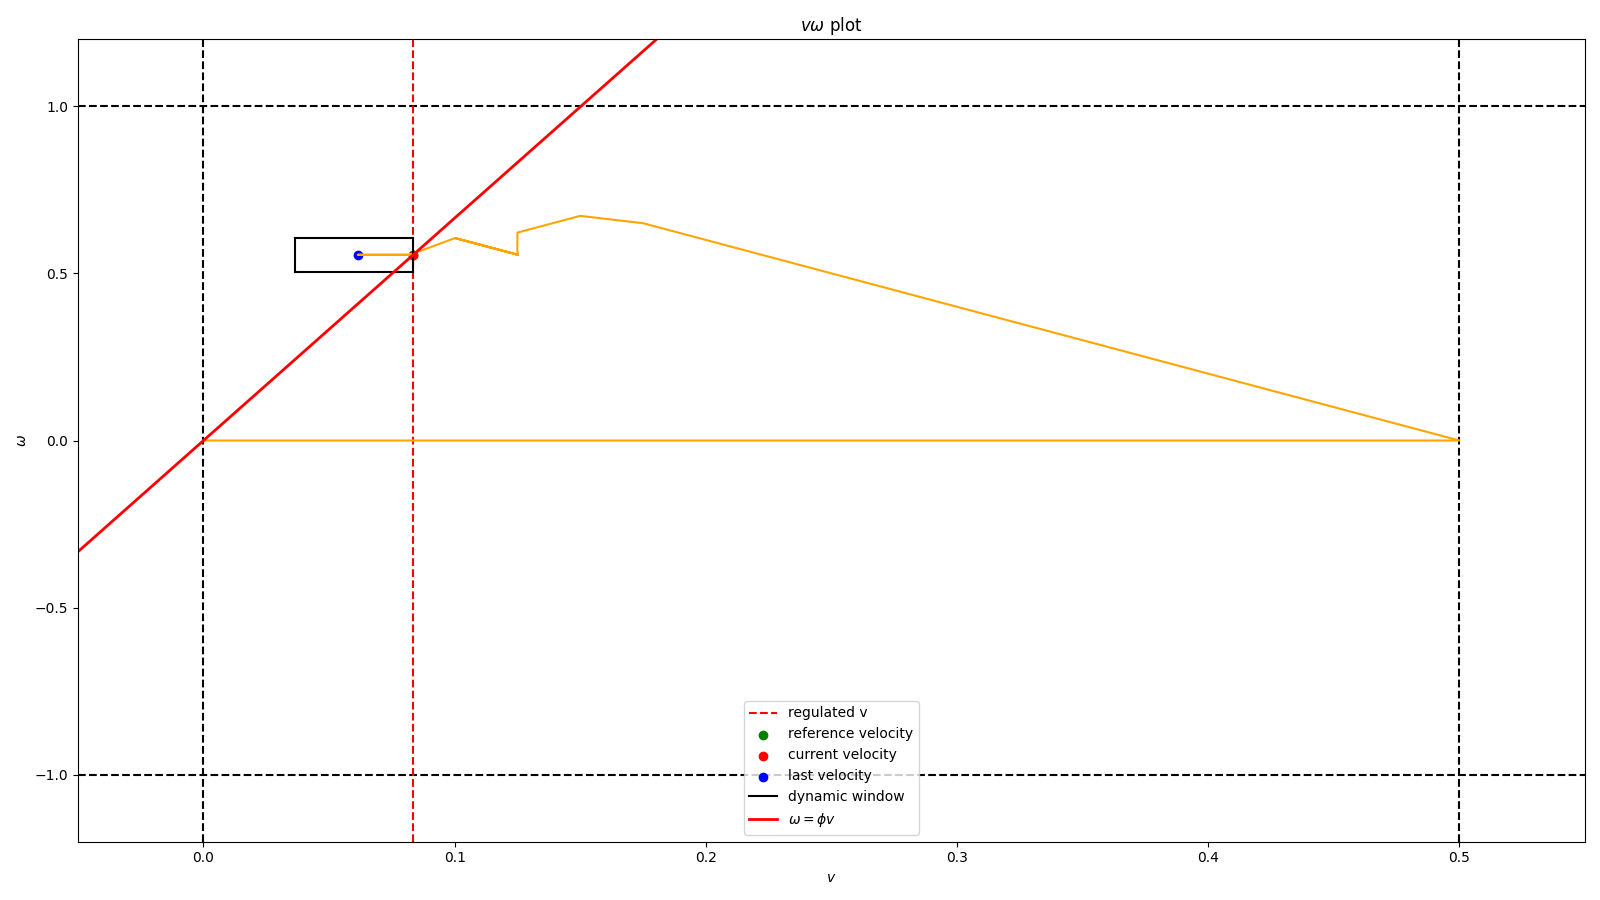 vω plot
1.0
0.5
0.0
−0.5
−1.0
ω
regulated v
reference velocity
current velocity
last velocity
dynamic window
ω = ϕv
0.0 0.1 0.2 0.3 0.4 0.5
v